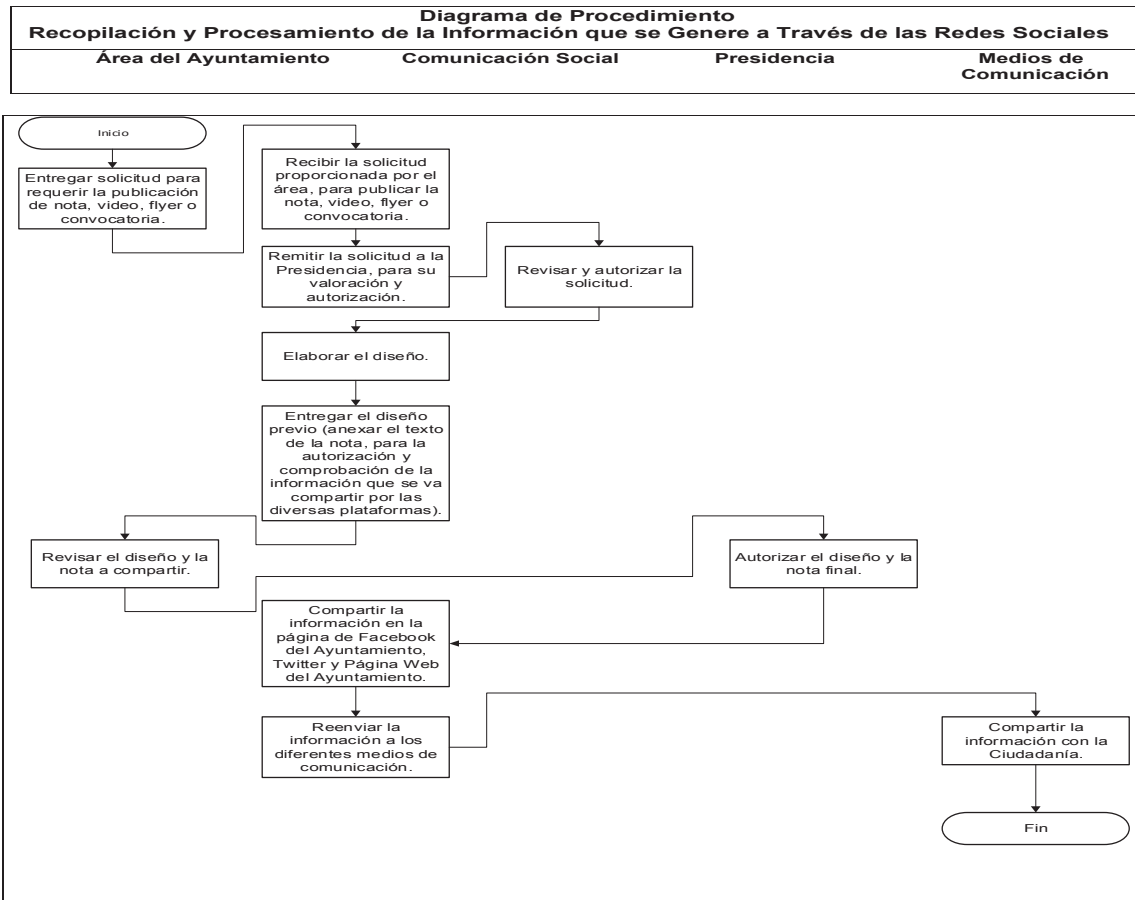 Diagrama de Procedimiento
Recopilación y Procesamiento de la Información que se Genere a Través de las Redes Sociales
Área del Ayuntamiento
Comunicación Social
Presidencia
Medios de
Comunicación
Inicio
Entregar solicitud para
requerir la publicación
de nota, video, flyer o
convocatoria.
Recibir la solicitud
proporcionada por el
área, para publicar la
nota, video, flyer o
convocatoria.
Remitir la solicitud a la
Presidencia, para su
valoración y
autorización.
Revisar y autorizar la
solicitud.
Elaborar el diseño.
Entregar el diseño
previo (anexar el texto
de la nota, para la
autorización y
comprobación de la
información que se va
compartir por las
diversas plataformas).
Revisar el diseño y la
nota a compartir.
Autorizar el diseño y la
nota final.
Compartir la
información en la
página de Facebook
del Ayuntamiento,
Twitter y Página Web
del Ayuntamiento.
Reenviar la
información a los
diferentes medios de
comunicación.
Compartir la
información con la
Ciudadanía.
Fin